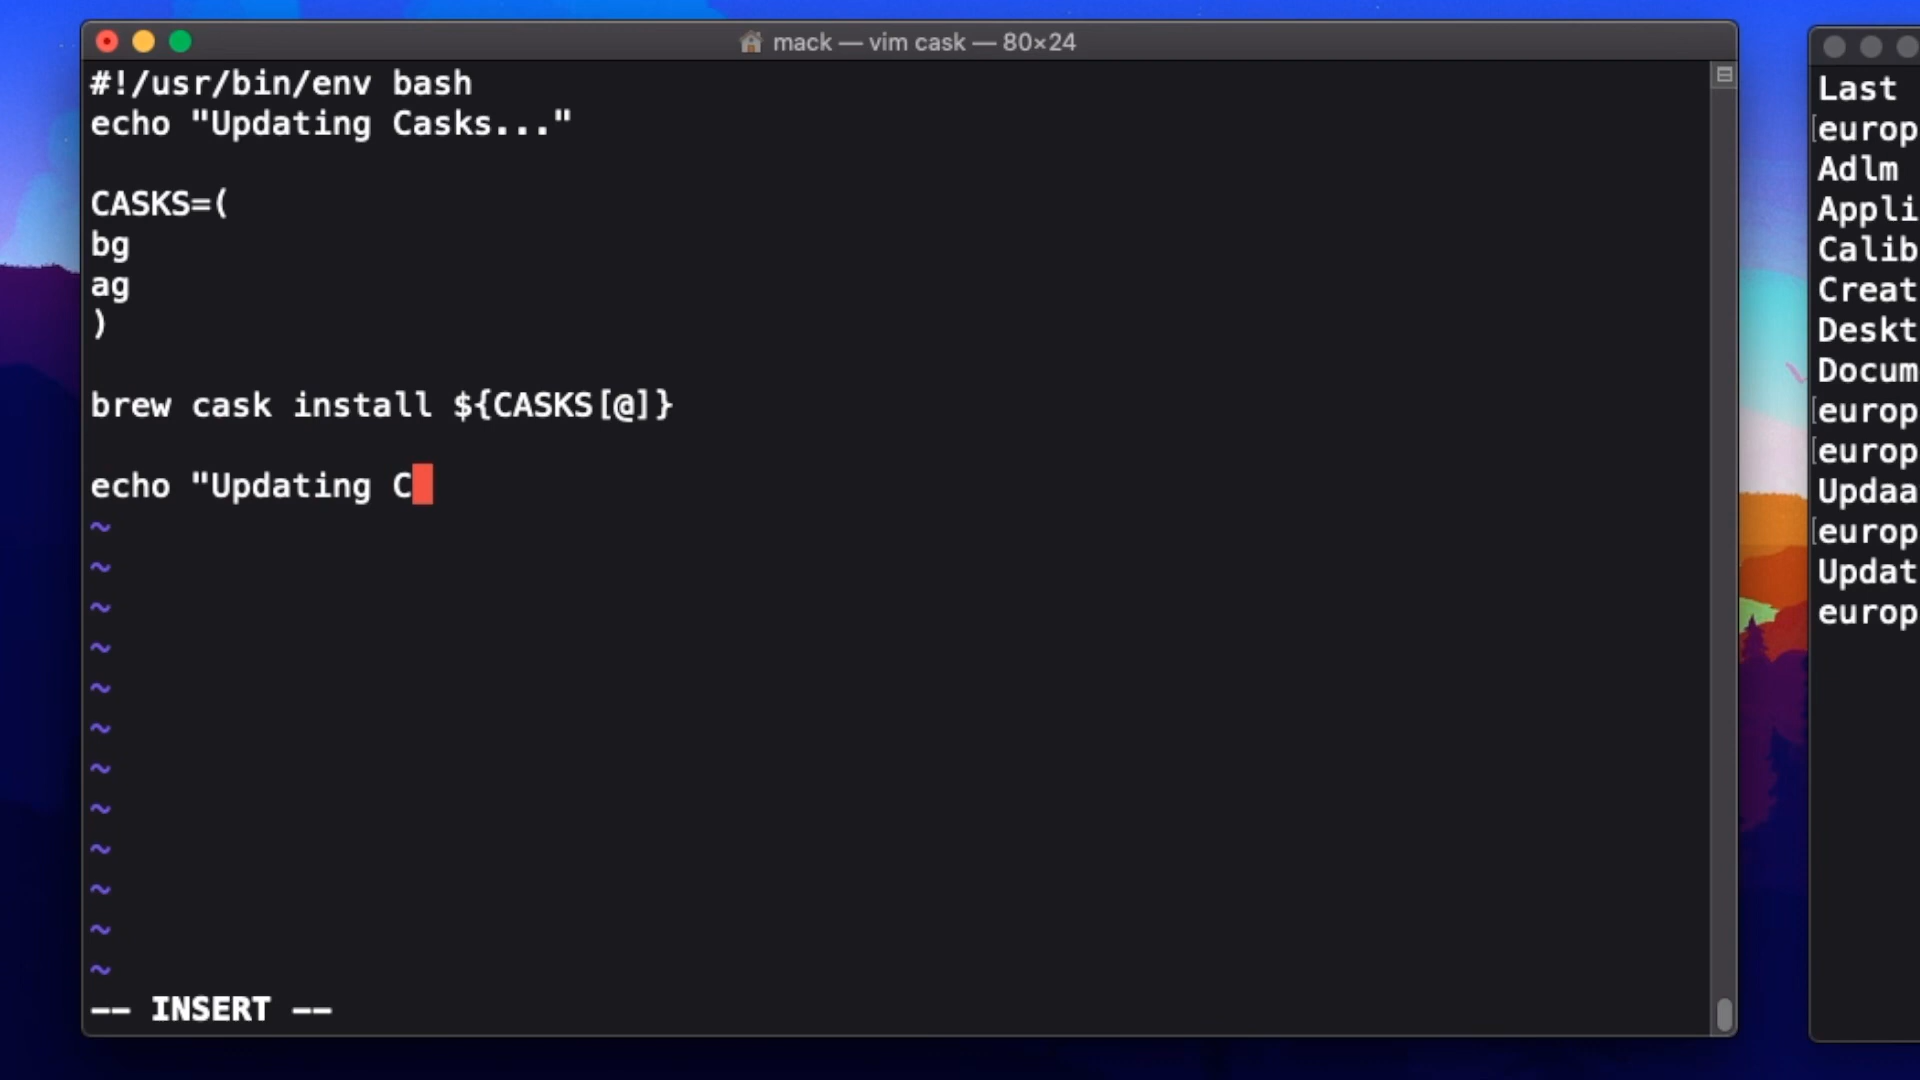 mack — vim cask — 80×24
#!/usr/bin/env bash
echo "Updating Casks..."
CASKS=(
bg
ag
)
brew cask install ${CASKS[@]}
echo "Updating C
~
~
~
~
~
~
~
~
~
~
~
~
-- INSERT --
Last
[europ
Adlm
Appli
Calib
Creat
Deskt
Docum
[europ
[europ
Updaa
[europ
Updat
europ